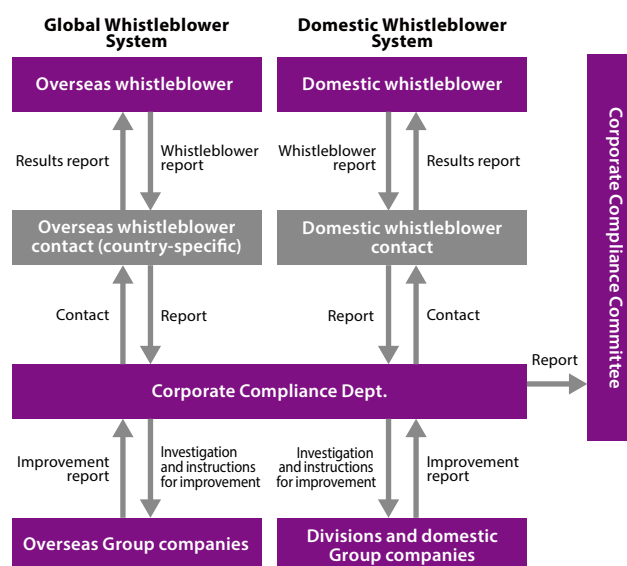 Global Whistleblower
System
Domestic Whistleblower
System
Overseas whistleblower
Domestic whistleblower
Results report
Whistleblower
report
Whistleblower
report
Results report
Overseas whistleblower
contact (country-specific)
Domestic whistleblower
contact
Contact
Report
Report
Contact
Corporate Compliance Dept.
Report
Corporate Compliance Committee
Improvement
report
Investigation
and instructions
for improvement
Investigation
and instructions
for improvement
Improvement
report
Overseas Group companies
Divisions and domestic
Group companies